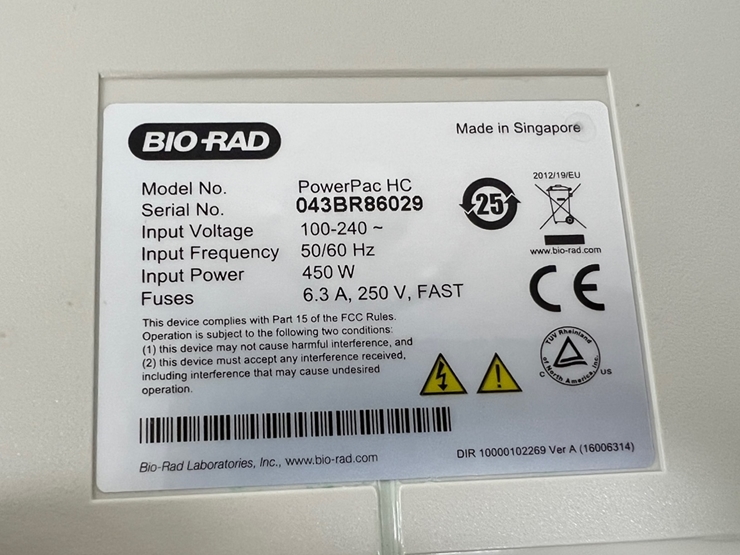 BIO-RAD
Made in Singapore
Model No. PowerPac HC
Serial No. 043BR86029
Input Voltage 100-240 ~
Input Frequency 50/60 Hz
Input Power 450 W
Fuses 6.3 A, 250 V, FAST
25
2012/19/EU
www.bio-rad.com
CE
This device complies with Part 15 of the FCC Rules.
Operation is subject to the following two conditions:
(1) this device may not cause harmful interference, and
(2) this device must accept any interference received,
including interference that may cause undesired
operation.
TUV Rheinland
of North America, Inc.
C US
Bio-Rad Laboratories, Inc., www.bio-rad.com
DIR 10000102269 Ver A (16006314)